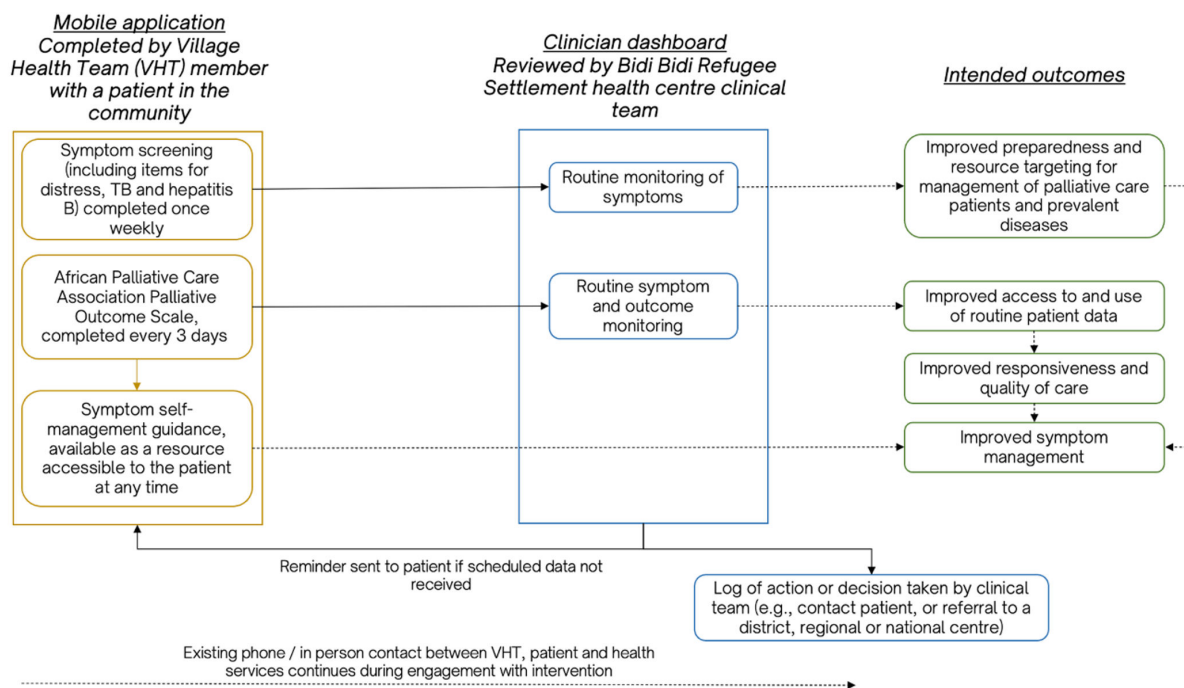 Mobile application
Completed by Village
Health Team (VHT) member
with a patient in the
community
Symptom screening
(including items for
distress, TB and hepatitis
B) completed once
weekly
African Palliative Care
Association Palliative
Outcome Scale,
completed every 3 days
Symptom self-
management guidance,
available as a resource
accessible to the patient
at any time
Clinician dashboard
Reviewed by Bidi Bidi Refugee
Settlement health centre clinical
team
Routine monitoring of
symptoms
Routine symptom
and outcome
monitoring
Intended outcomes
Improved preparedness and
resource targeting for
management of palliative care
patients and prevalent
diseases
Improved access to and use
of routine patient data
Improved responsiveness and
quality of care
Improved symptom
management
Reminder sent to patient if scheduled data not
received
Log of action or decision taken by clinical
team (e.g., contact patient, or referral to a
district, regional or national centre)
Existing phone / in person contact between VHT, patient and health
services continues during engagement with intervention